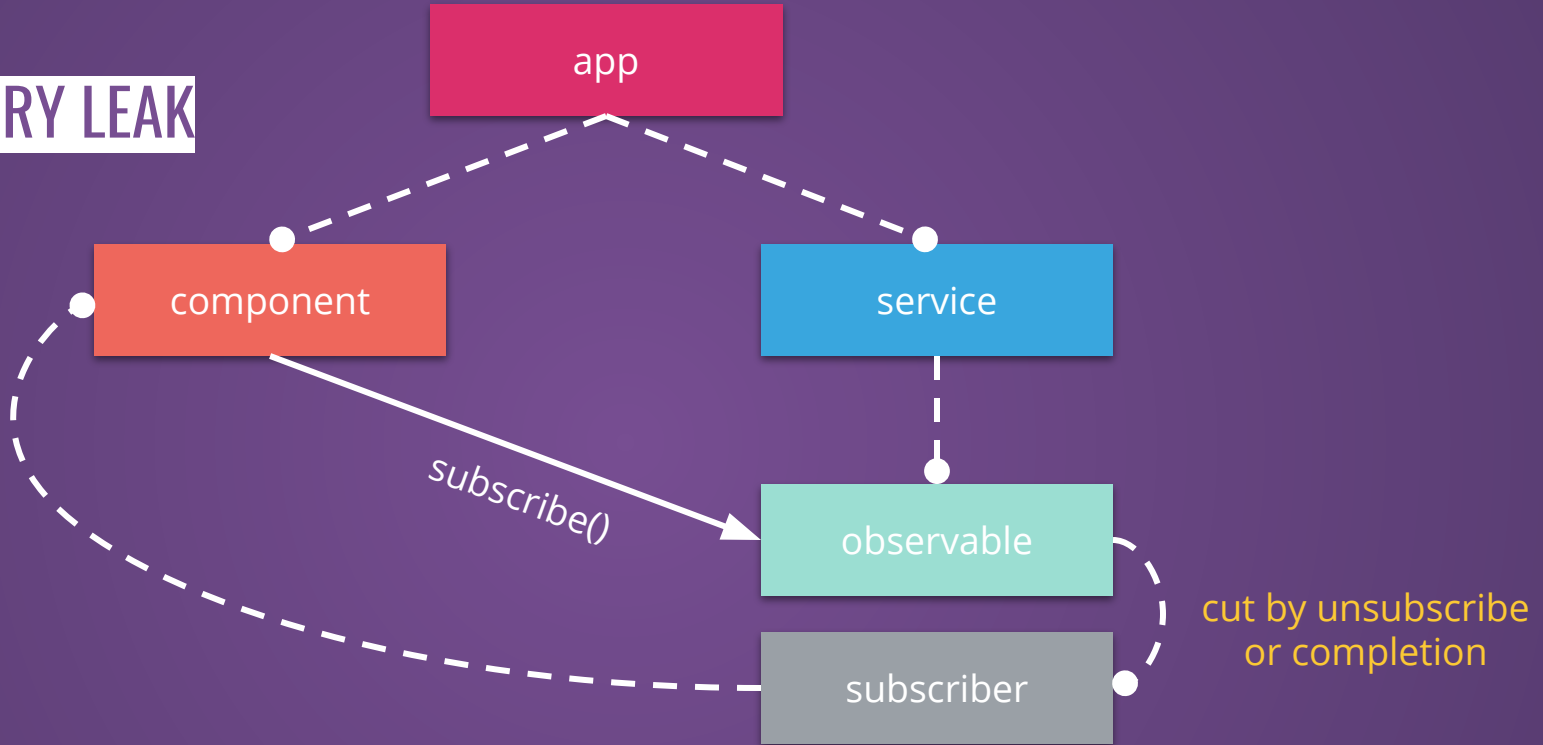 app
RY LEAK
component
service
subscribe()
observable
cut by unsubscribe
or completion
subscriber